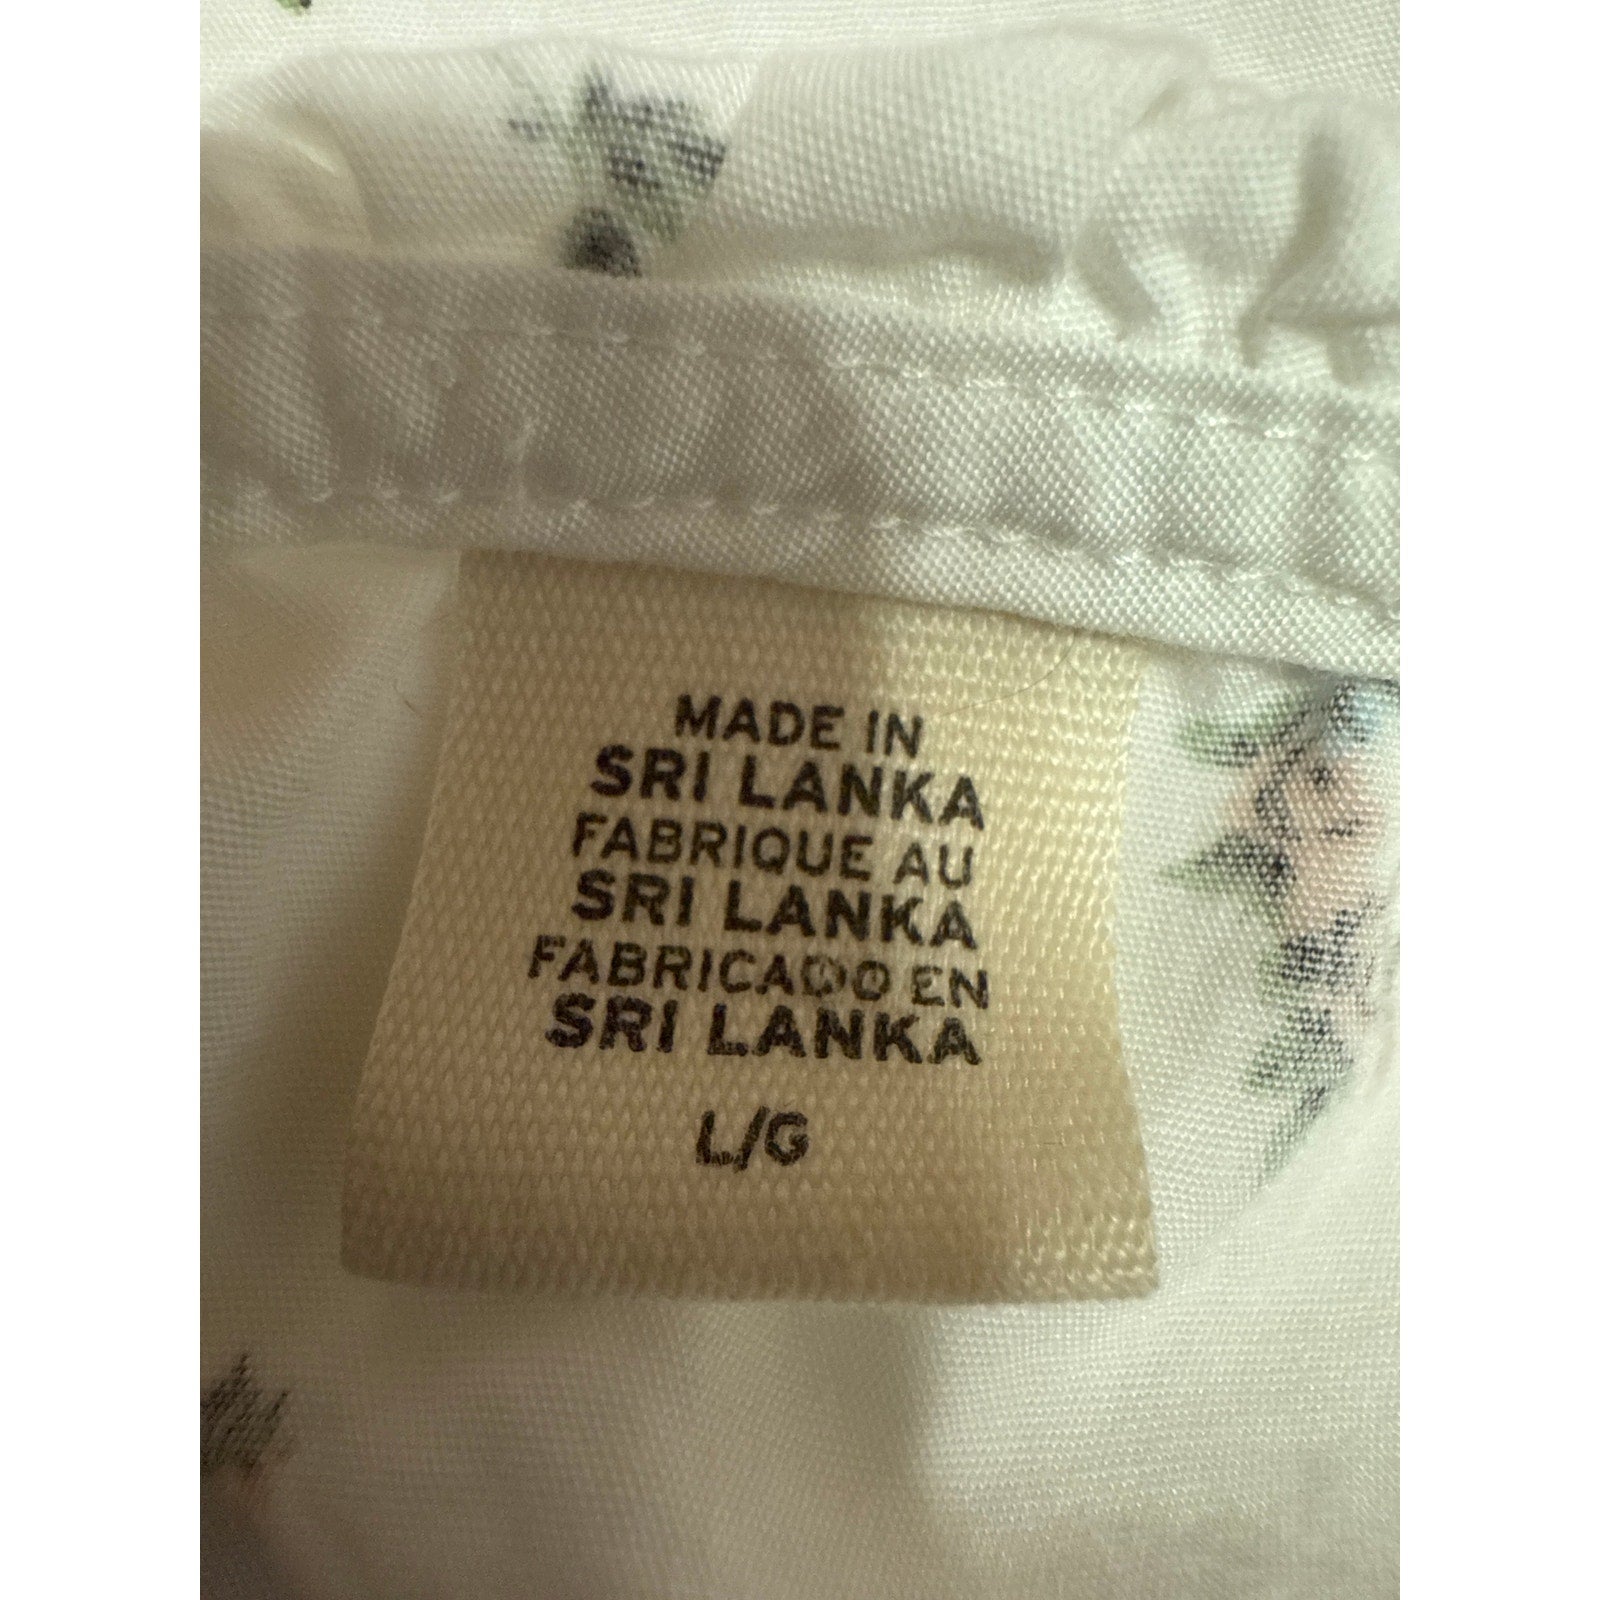 MADE IN
SRI LANKA
FABRIQUE AU
SRI LANKA
FABRICADO EN
SRI LANKA
L/G